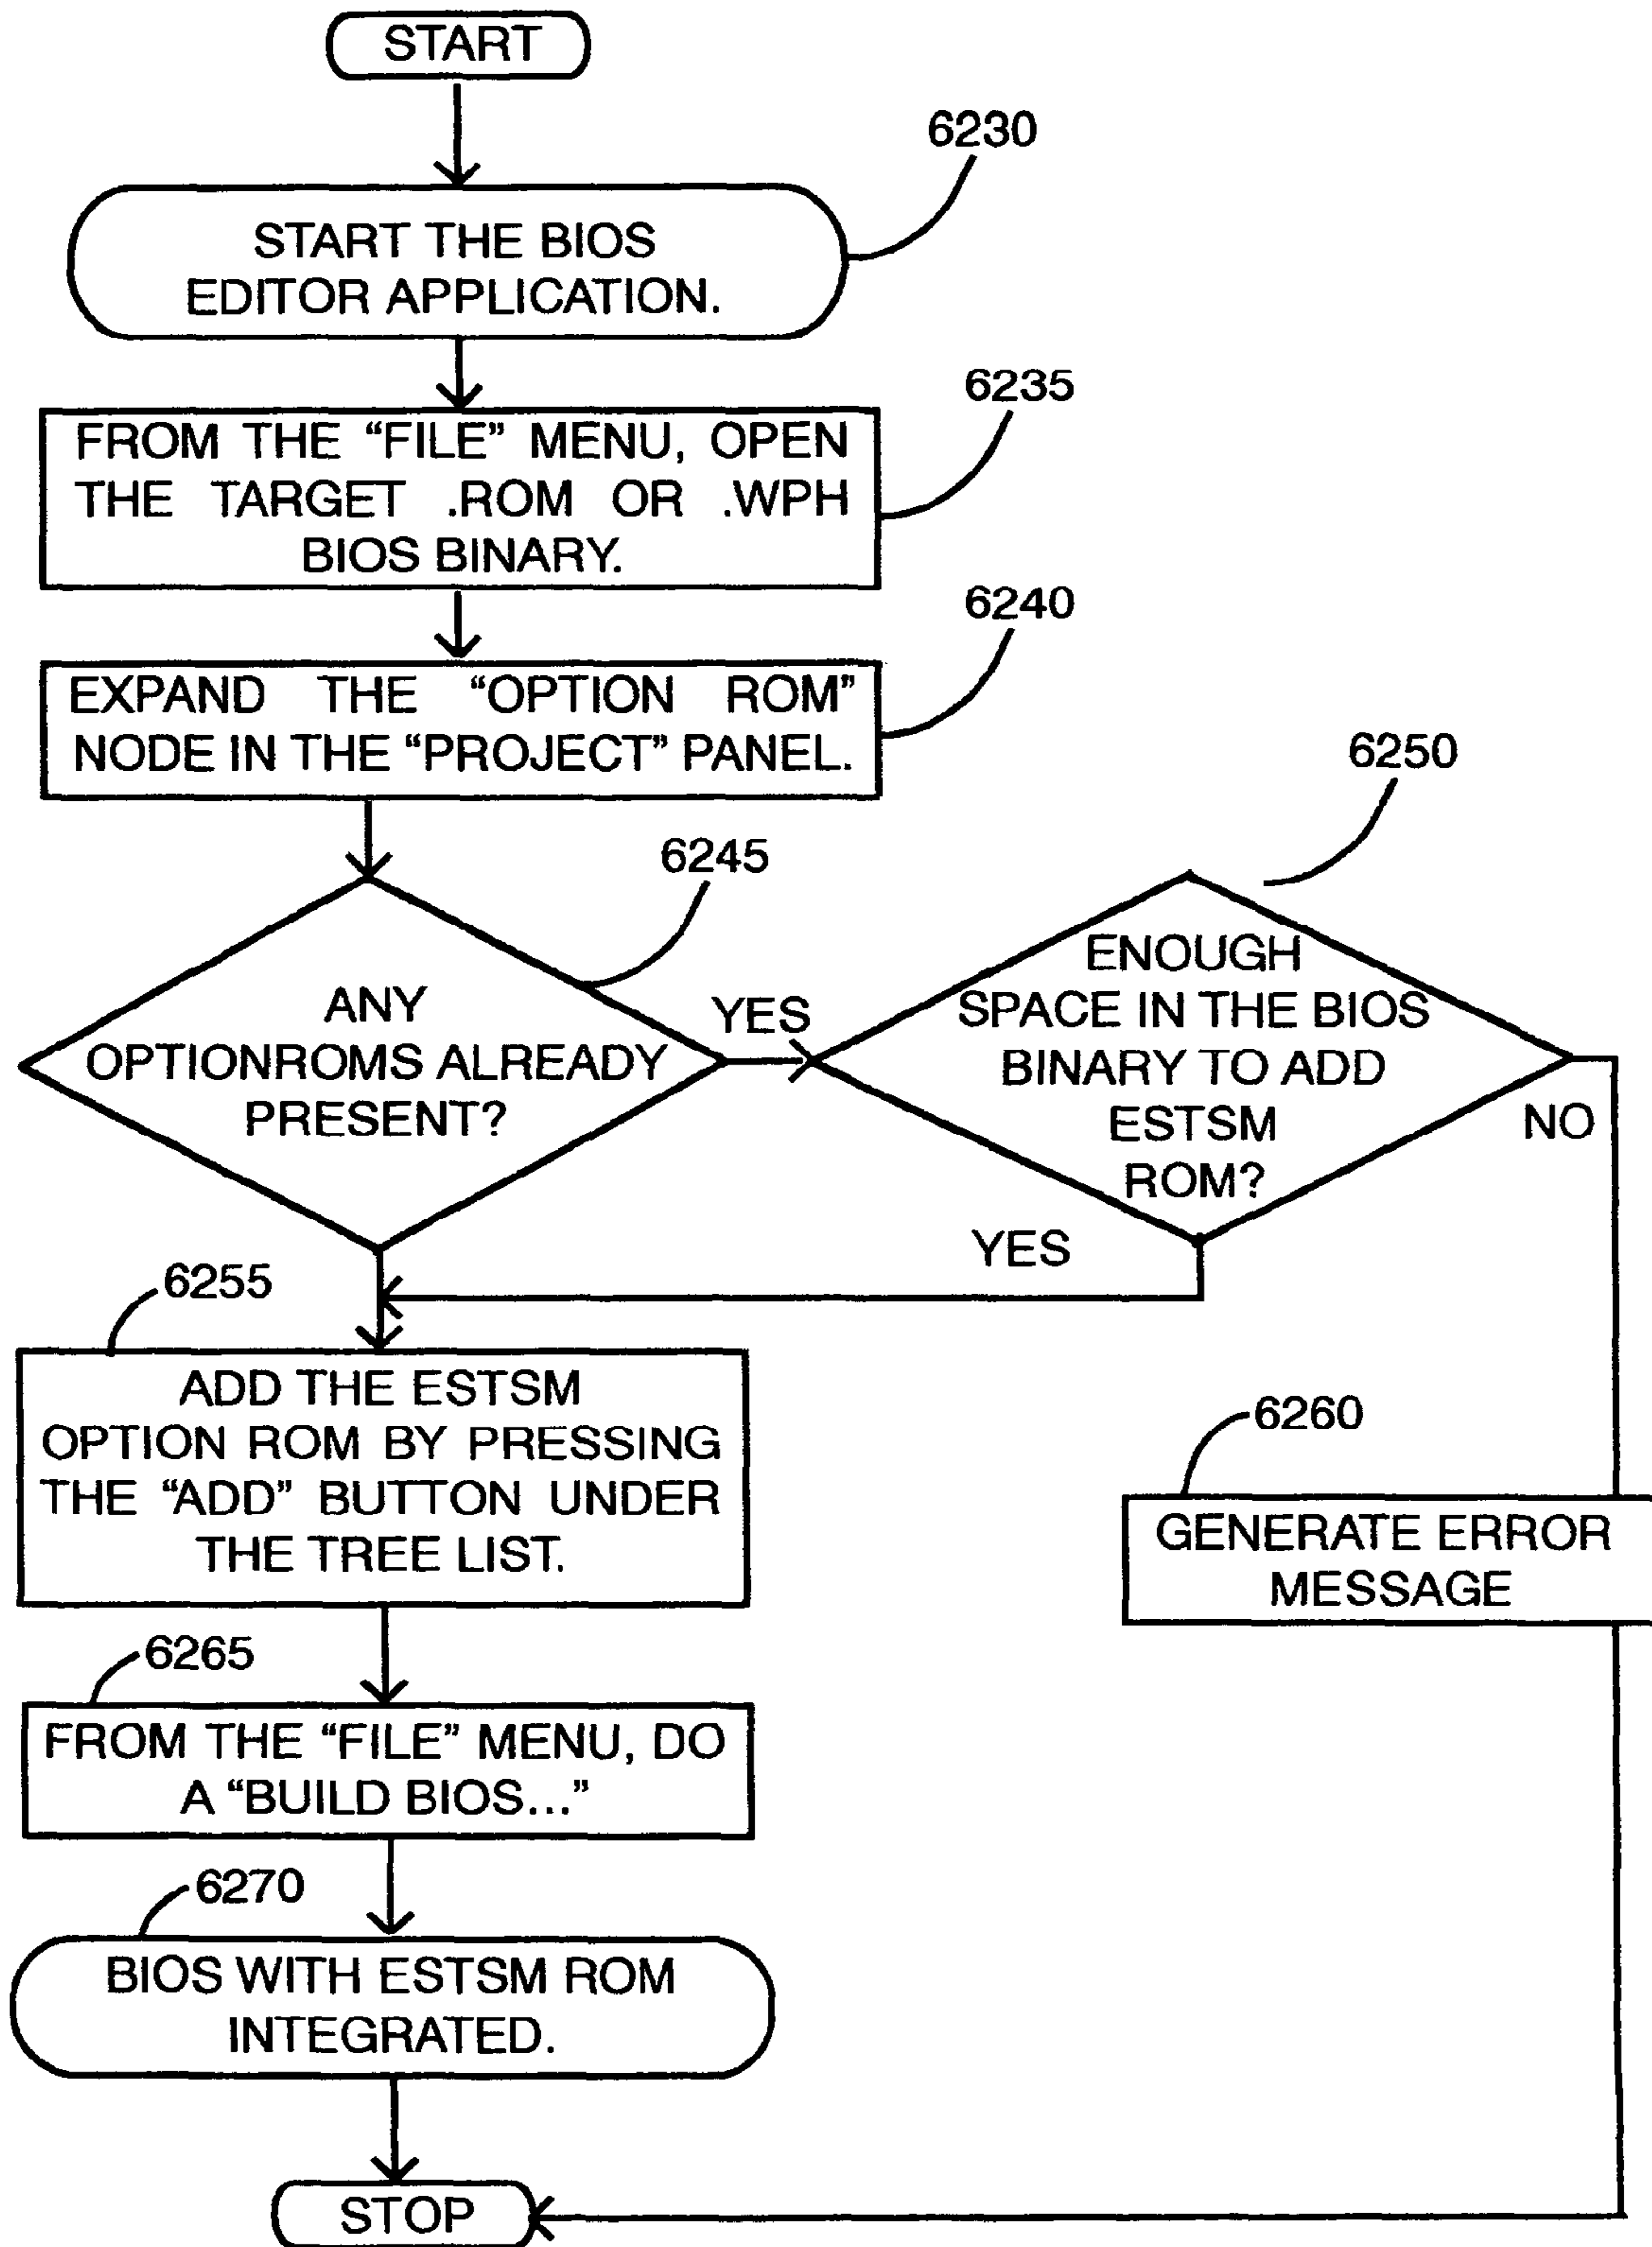 START
6230
START THE BIOS
EDITOR APPLICATION.
6235
FROM THE “FILE” MENU, OPEN
THE TARGET .ROM OR .WPH
BIOS BINARY.
6240
EXPAND THE “OPTION ROM”
NODE IN THE “PROJECT” PANEL.
6250
6245
ANY
OPTIONROMS ALREADY
PRESENT?
YES
ENOUGH
SPACE IN THE BIOS
BINARY TO ADD
ESTSM
ROM?
NO
YES
6255
ADD THE ESTSM
OPTION ROM BY PRESSING
THE “ADD” BUTTON UNDER
THE TREE LIST.
6260
GENERATE ERROR
MESSAGE
6265
FROM THE “FILE” MENU, DO
A “BUILD BIOS...”
6270
BIOS WITH ESTSM ROM
INTEGRATED.
STOP